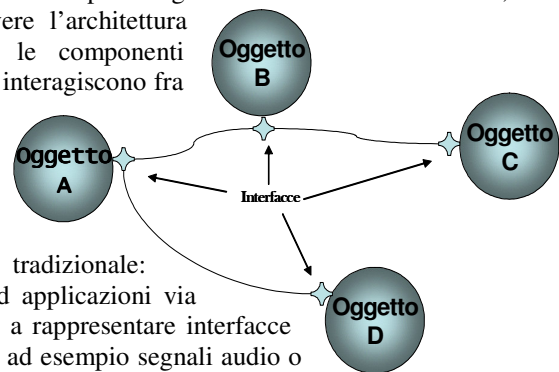 vere l'architettura
le componenti
interagiscono fra
Oggetto
B
Oggetto
C
Oggetto
A
Interfacce
tradizionale:
d applicazioni via
a rappresentare interfacce
ad esempio segnali audio o
Oggetto
D